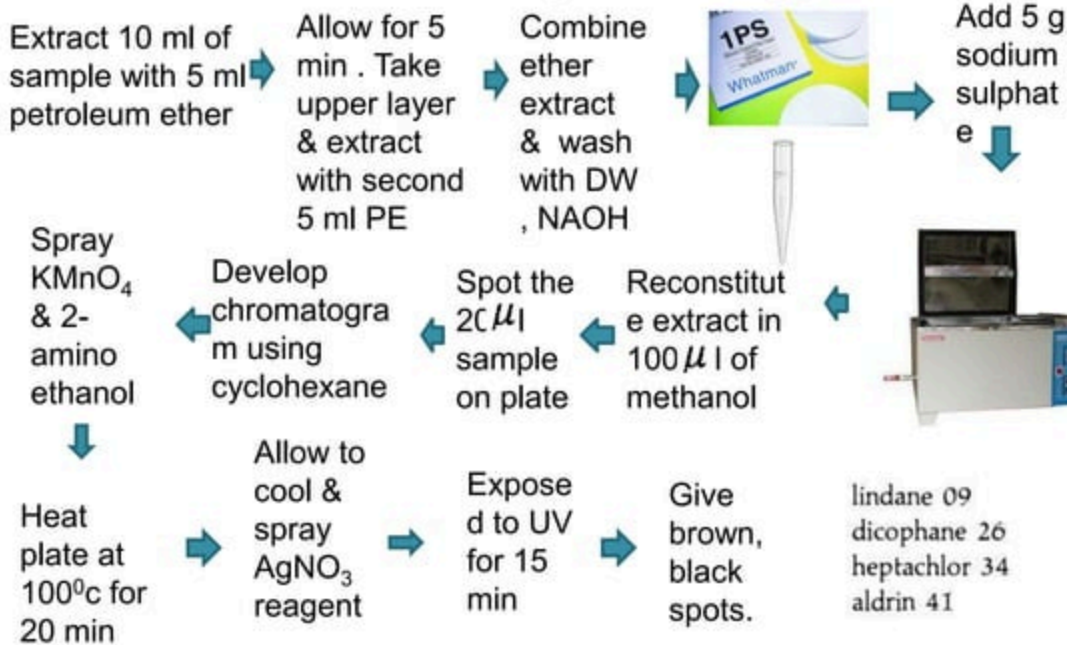 Extract 10 ml of
sample with 5 ml
petroleum ether
Allow for 5
min . Take
upper layer
& extract
with second
5 ml PE
Combine
ether
extract
& wash
with DW
, NAOH
1PS
Whatman®
Add 5 g
sodium
sulphat
e
Reconstitut
e extract in
100 μl of
methanol
Spot the
20 μl
sample
on plate
Develop
chromatogra
m using
cyclohexane
Spray
KMnO₄
& 2-
amino
ethanol
Heat
plate at
100⁰c for
20 min
Allow to
cool &
spray
AgNO₃
reagent
Expose
d to UV
for 15
min
Give
brown,
black
spots.
lindane 09
dicophane 26
heptachlor 34
aldrin 41